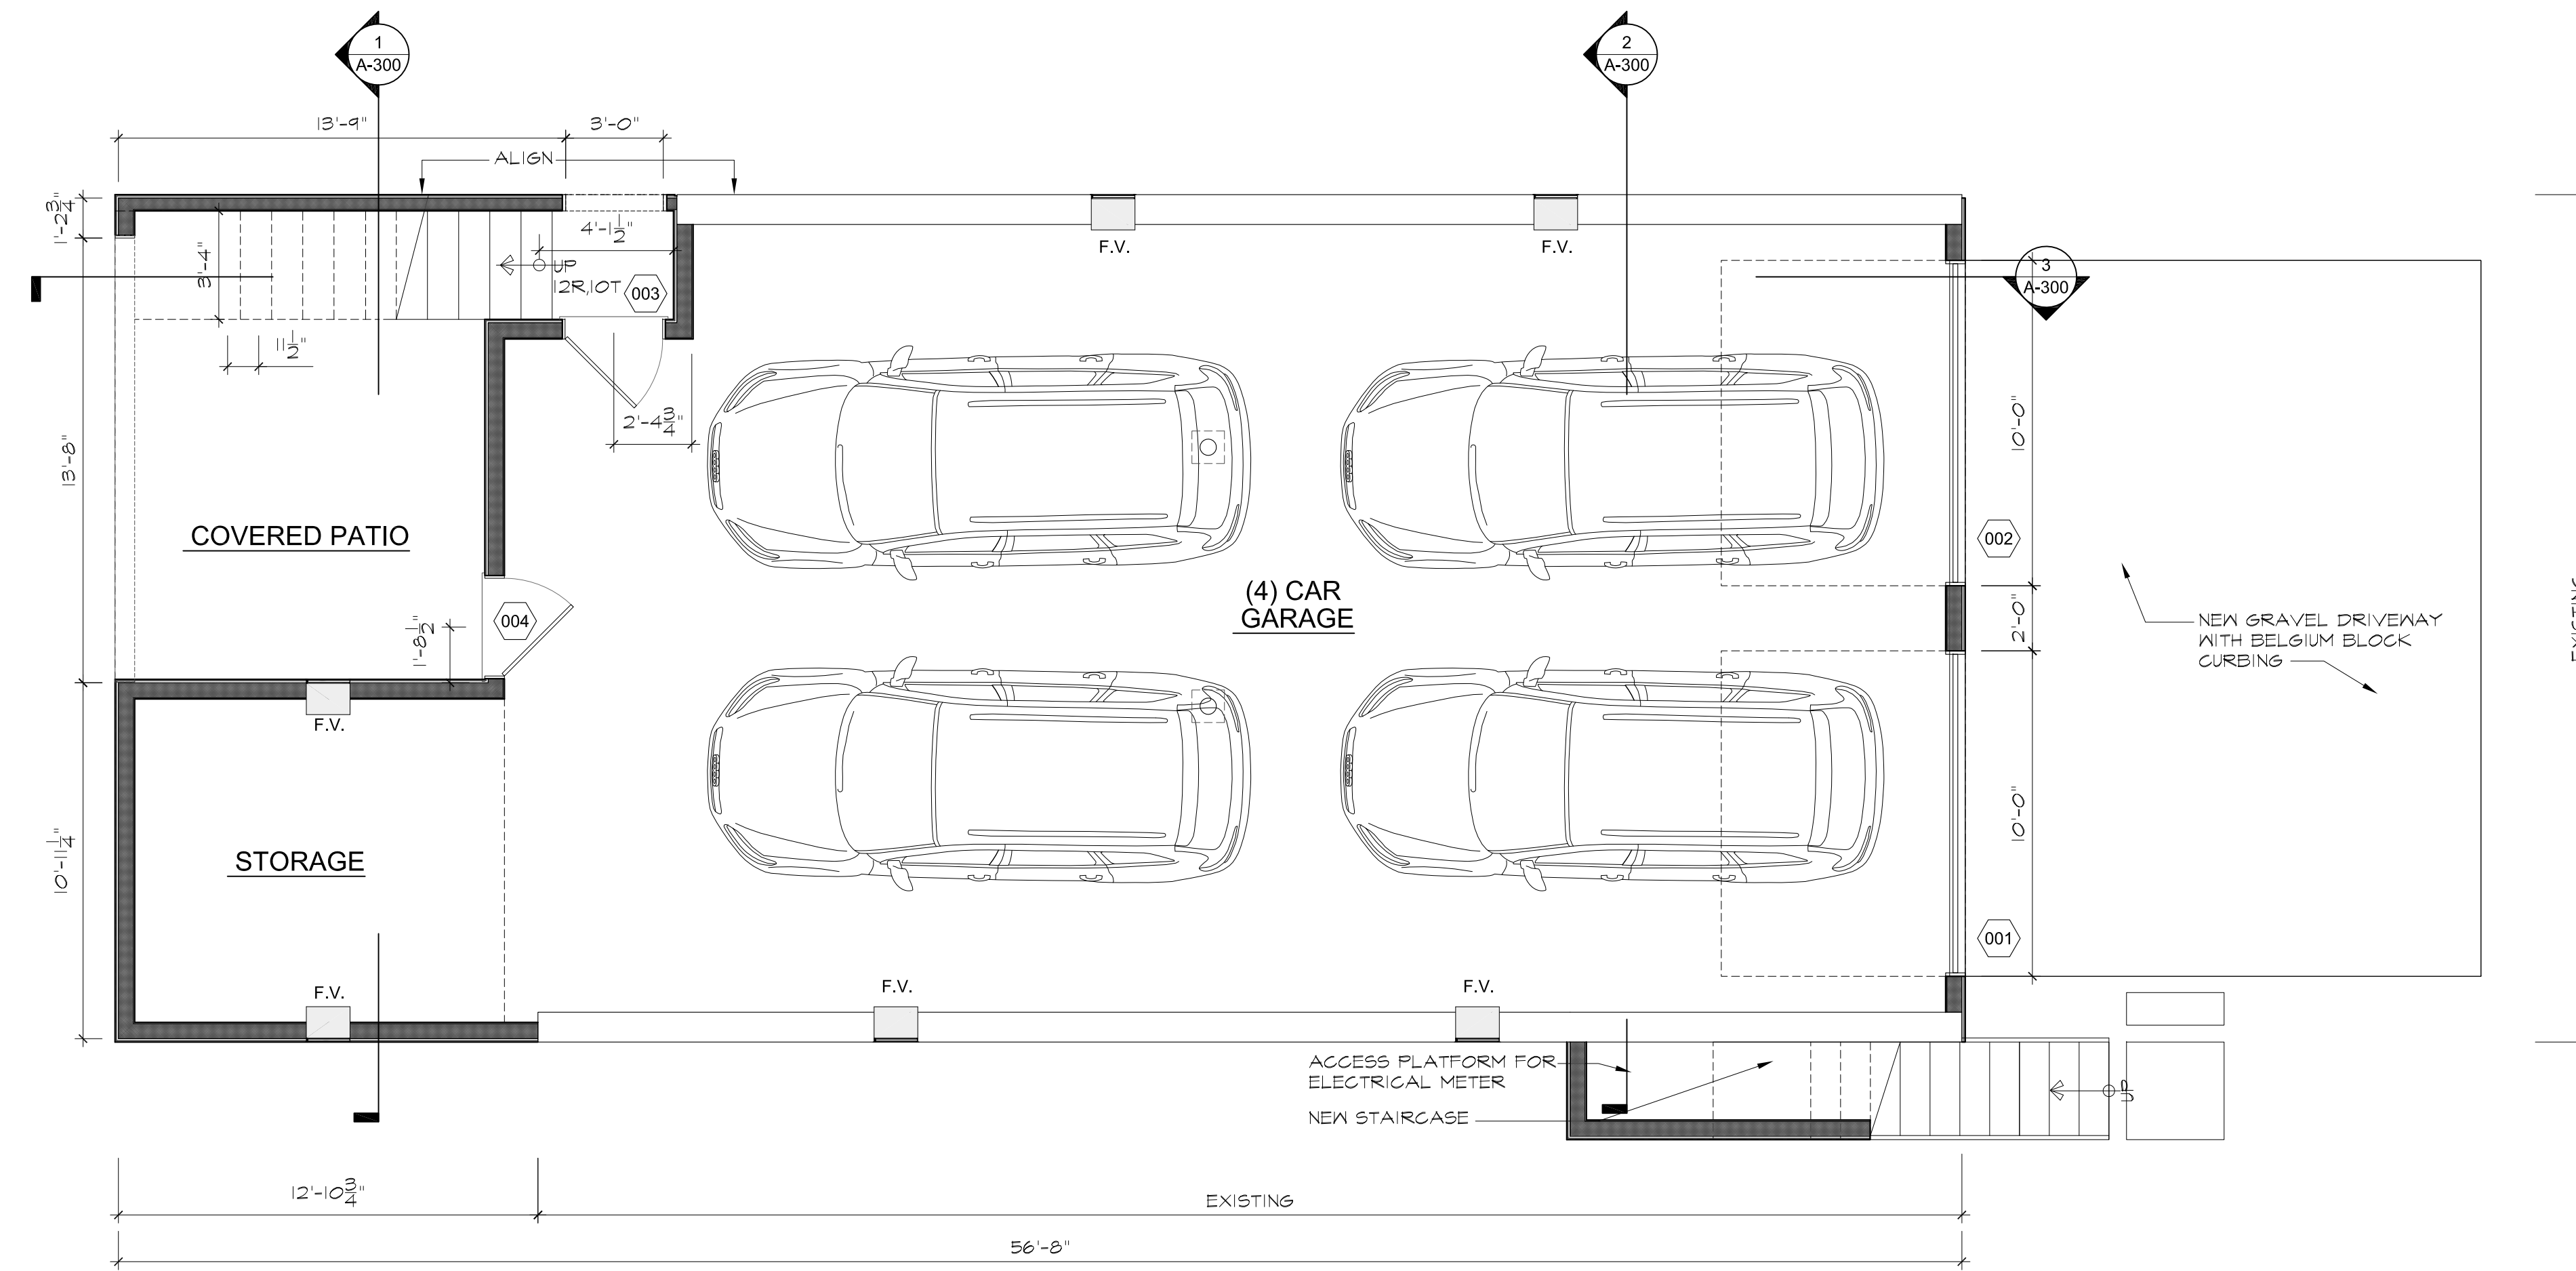 1
A-300
2
A-300
13'-9"
3'-0"
ALIGN
1'-2 3/4"
4'-1 1/2"
F.V.
F.V.
3'-4"
UP
12R,10T
003
3
A-300
11 1/2"
2'-4 3/4"
10'-0"
13'-8"
COVERED PATIO
002
(4) CAR
GARAGE
004
1'-8 1/2"
2'-0"
NEW GRAVEL DRIVEWAY
WITH BELGIUM BLOCK
CURBING
EXISTING
F.V.
10'-0"
STORAGE
10'-11 1/4"
001
F.V.
F.V.
F.V.
ACCESS PLATFORM FOR
ELECTRICAL METER
NEW STAIRCASE
UP
12'-10 3/4"
EXISTING
56'-8"